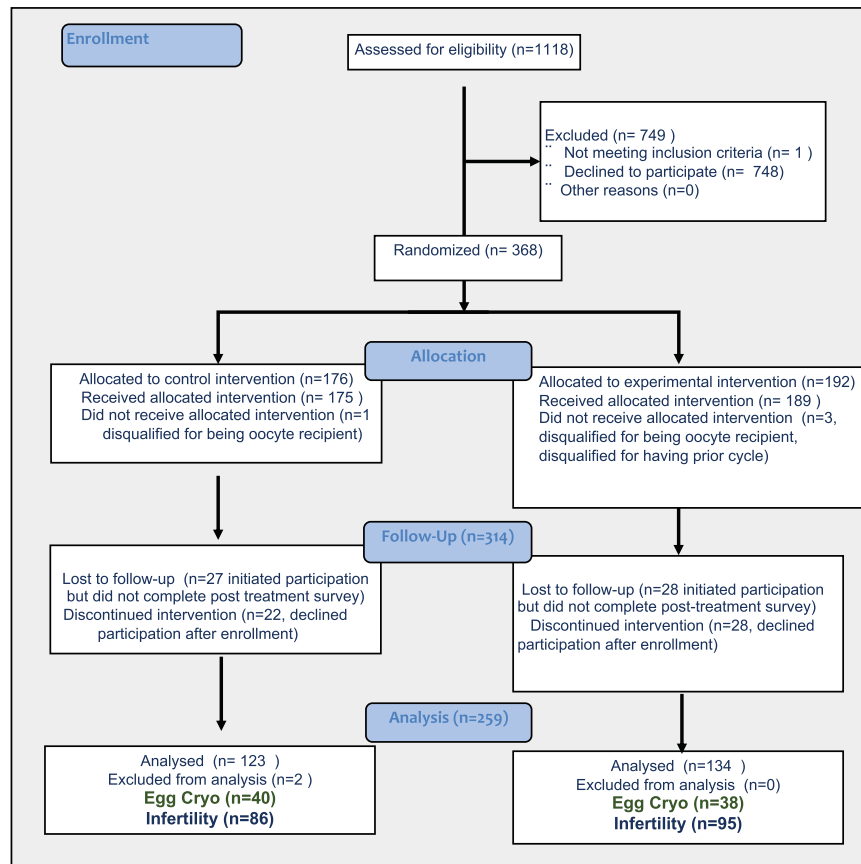 Enrollment
Assessed for eligibility (n=1118)
Excluded (n= 749 )
¨ Not meeting inclusion criteria (n= 1 )
¨ Declined to participate (n= 748)
¨ Other reasons (n=0)
Randomized (n= 368)
Allocation
Allocated to control intervention (n=176)
Received allocated intervention (n= 175 )
Did not receive allocated intervention (n=1
disqualified for being oocyte recipient)
Allocated to experimental intervention (n=192)
Received allocated intervention (n= 189 )
Did not receive allocated intervention (n=3,
disqualified for being oocyte recipient,
disqualified for having prior cycle)
Follow-Up (n=314)
Lost to follow-up (n=27 initiated participation
but did not complete post treatment survey)
Discontinued intervention (n=22, declined
participation after enrollment)
Lost to follow-up (n=28 initiated participation
but did not complete post-treatment survey)
Discontinued intervention (n=28, declined
participation after enrollment)
Analysis (n=259)
Analysed (n= 123 )
Excluded from analysis (n=2 )
Egg Cryo (n=40)
Infertility (n=86)
Analysed (n=134 )
Excluded from analysis (n=0)
Egg Cryo (n=38)
Infertility (n=95)